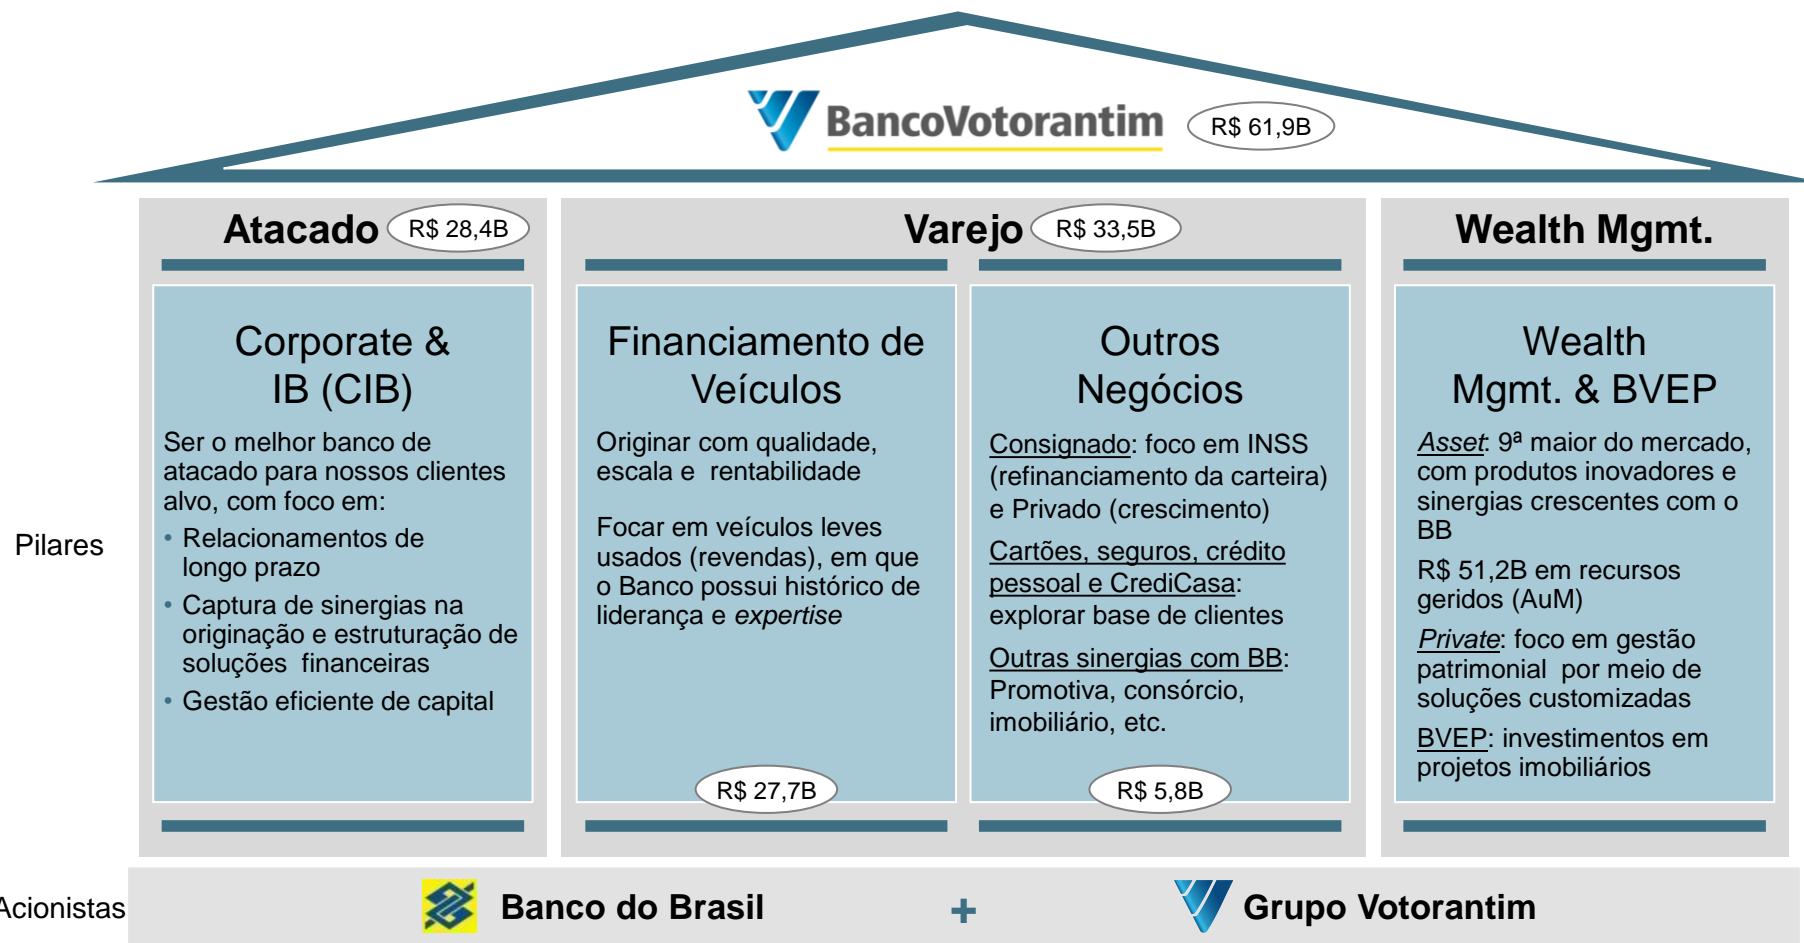 BancoVotorantim R$ 61,9B
Atacado R$ 28,4B
Varejo R$ 33,5B
Wealth Mgmt.
Pilares
Corporate &
IB (CIB)
Ser o melhor banco de
atacado para nossos clientes
alvo, com foco em:
• Relacionamentos de
longo prazo
• Captura de sinergias na
originação e estruturação de
soluções financeiras
• Gestão eficiente de capital
Financiamento de
Veículos
Originar com qualidade,
escala e rentabilidade
Focar em veículos leves
usados (revendas), em que
o Banco possui histórico de
liderança e expertise
R$ 27,7B
Outros
Negócios
Consignado: foco em INSS
(refinanciamento da carteira)
e Privado (crescimento)
Cartões, seguros, crédito
pessoal e CrediCasa:
explorar base de clientes
Outras sinergias com BB:
Promotiva, consórcio,
imobiliário, etc.
R$ 5,8B
Wealth
Mgmt. & BVEP
Asset: 9ª maior do mercado,
com produtos inovadores e
sinergias crescentes com o
BB
R$ 51,2B em recursos
geridos (AuM)
Private: foco em gestão
patrimonial por meio de
soluções customizadas
BVEP: investimentos em
projetos imobiliários
Acionistas
Banco do Brasil + Grupo Votorantim